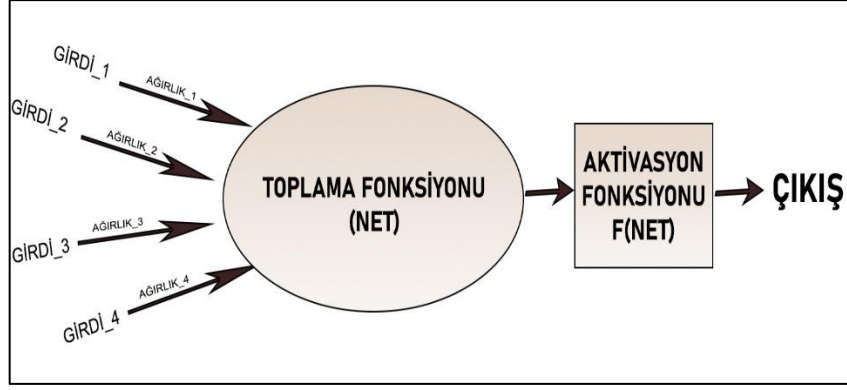 GİRDİ_1
AĞIRLIK_1
GİRDİ_2
AĞIRLIK_2
GİRDİ_3
AĞIRLIK_3
GİRDİ_4
AĞIRLIK_4
TOPLAMA FONKSİYONU
(NET)
AKTİVASYON
FONKSİYONU
F(NET)
ÇIKIŞ